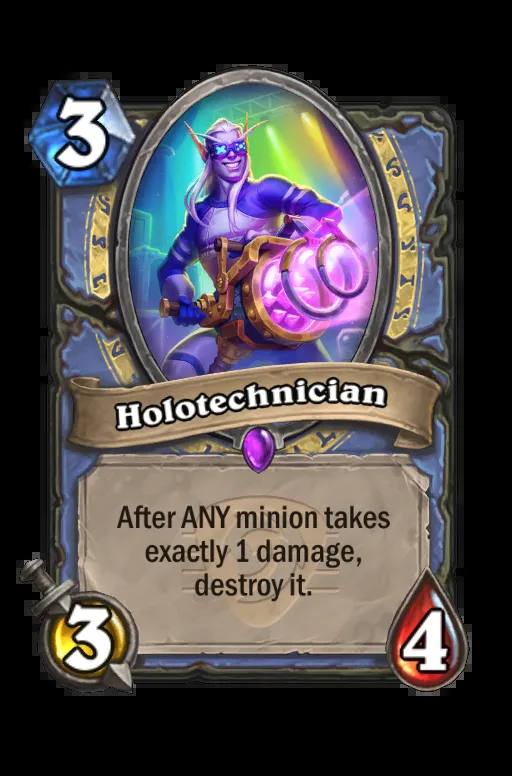 3
Holotechnician
After ANY minion takes
exactly 1 damage,
destroy it.
3
4